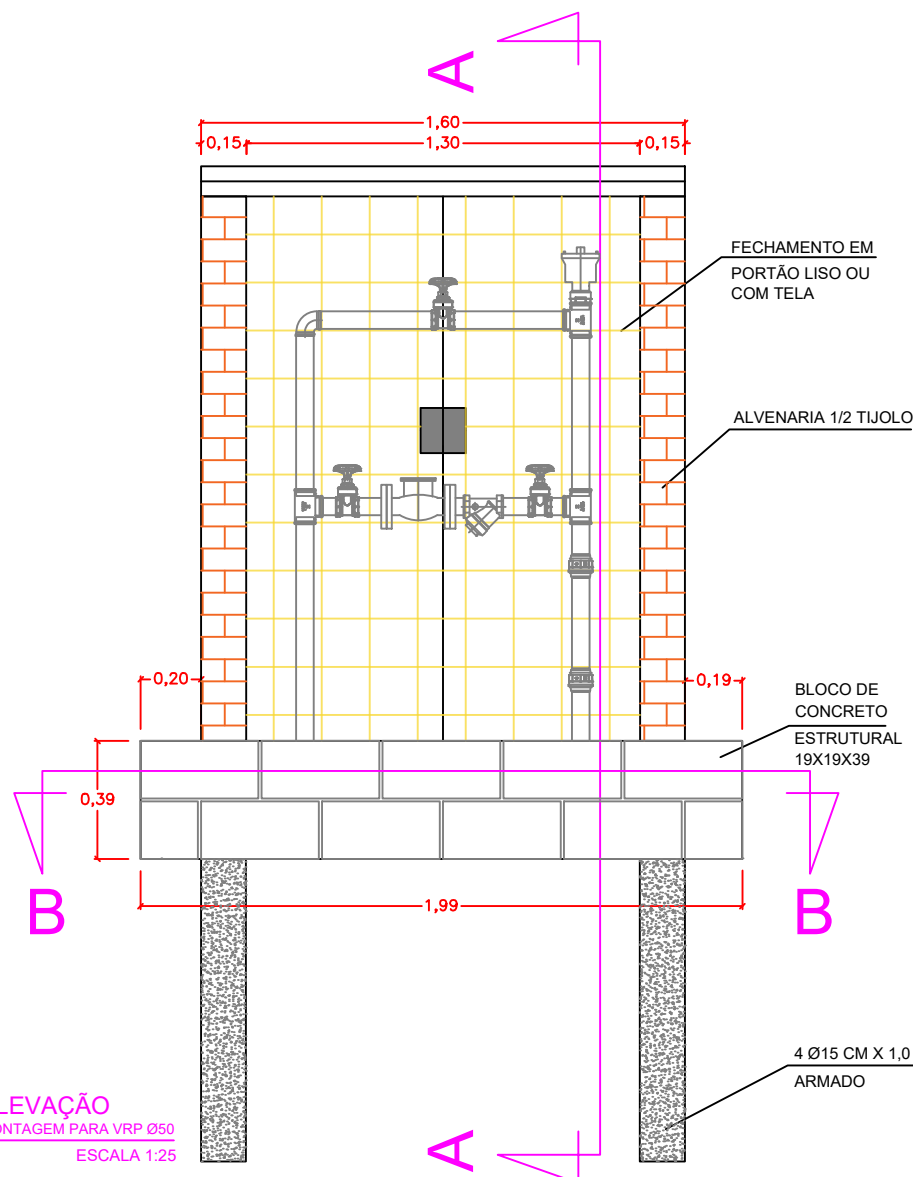 A
1,60
0,15
1,30
0,15
FECHAMENTO EM
PORTÃO LISO OU
COM TELA
ALVENARIA 1/2 TIJOLO
0,20
0,19
BLOCO DE
CONCRETO
ESTRUTURAL
19X19X39
0,39
B
B
1,99
4 Ø15 CM X 1,0
ARMADO
LEVAÇÃO
ONTAGEM PARA VRP Ø50
ESCALA 1:25
A